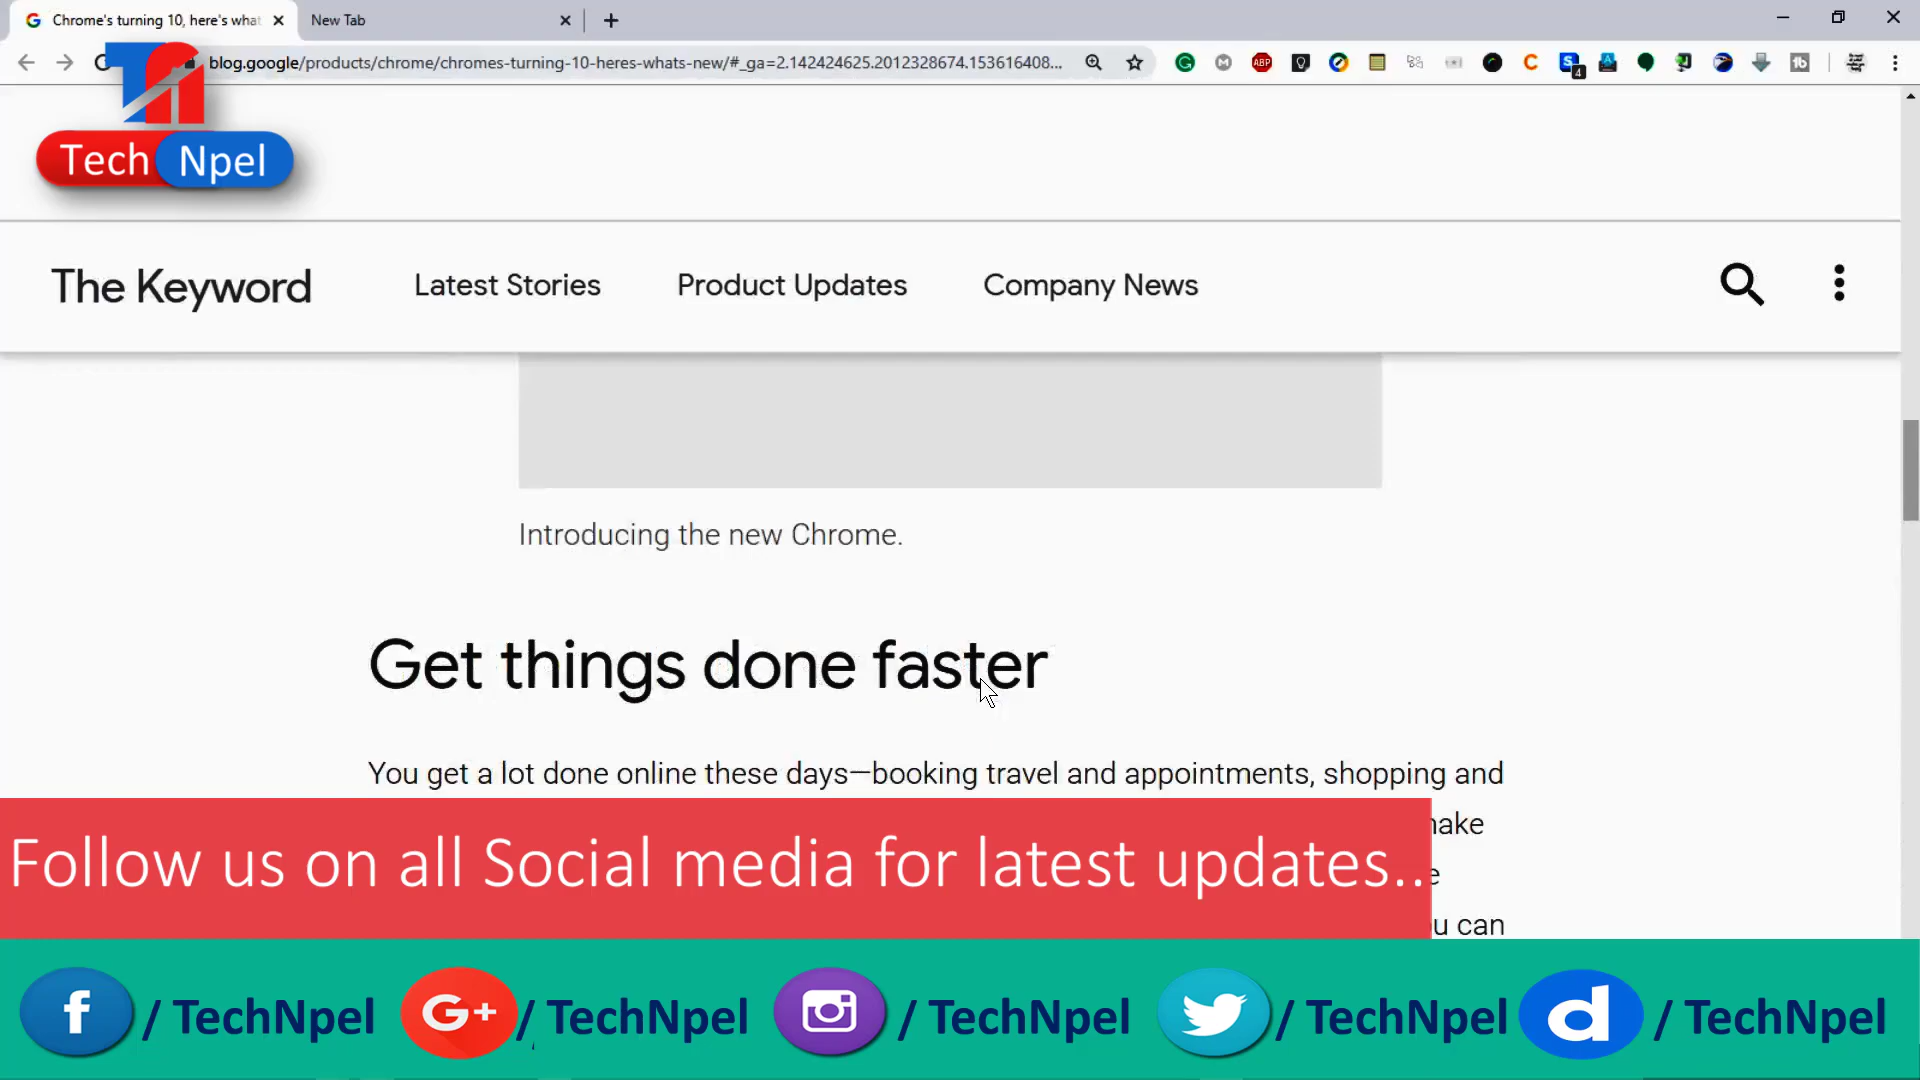 Chrome's turning 10, here's what
New Tab
blog.google/products/chrome/chromes-turning-10-heres-whats-new/#_ga=2.142424625.2012328674.153616408...
ABP
4
Tech Npel
The Keyword
Latest Stories
Product Updates
Company News
Introducing the new Chrome.
Get things done faster
You get a lot done online these days—booking travel and appointments, shopping and
Follow us on all Social media for latest updates..
u can
/ TechNpel
G+ / TechNpel
/ TechNpel
/ TechNpel
d / TechNpel